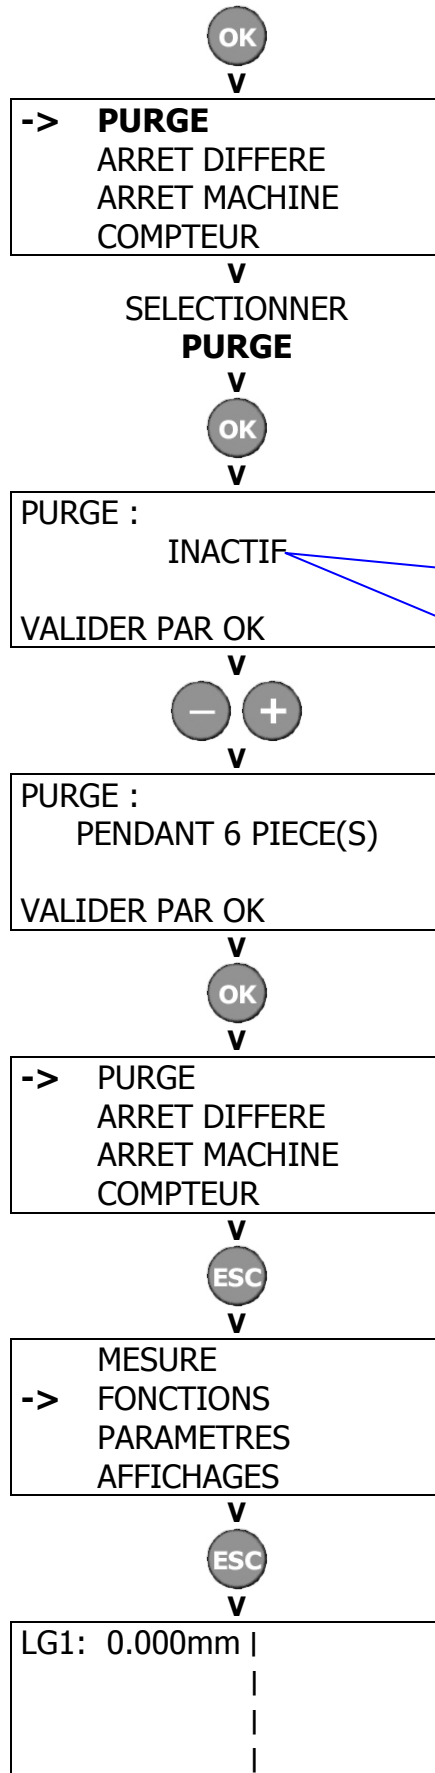 OK
v
-> PURGE
ARRET DIFFERE
ARRET MACHINE
COMPTEUR
v
SELECTIONNER
PURGE
v
OK
v
PURGE :
INACTIF
VALIDER PAR OK
v
− +
v
PURGE :
PENDANT 6 PIECE(S)
VALIDER PAR OK
v
OK
v
-> PURGE
ARRET DIFFERE
ARRET MACHINE
COMPTEUR
v
ESC
v
MESURE
-> FONCTIONS
PARAMETRES
AFFICHAGES
v
ESC
v
LG1: 0.000mm |
|
|
|